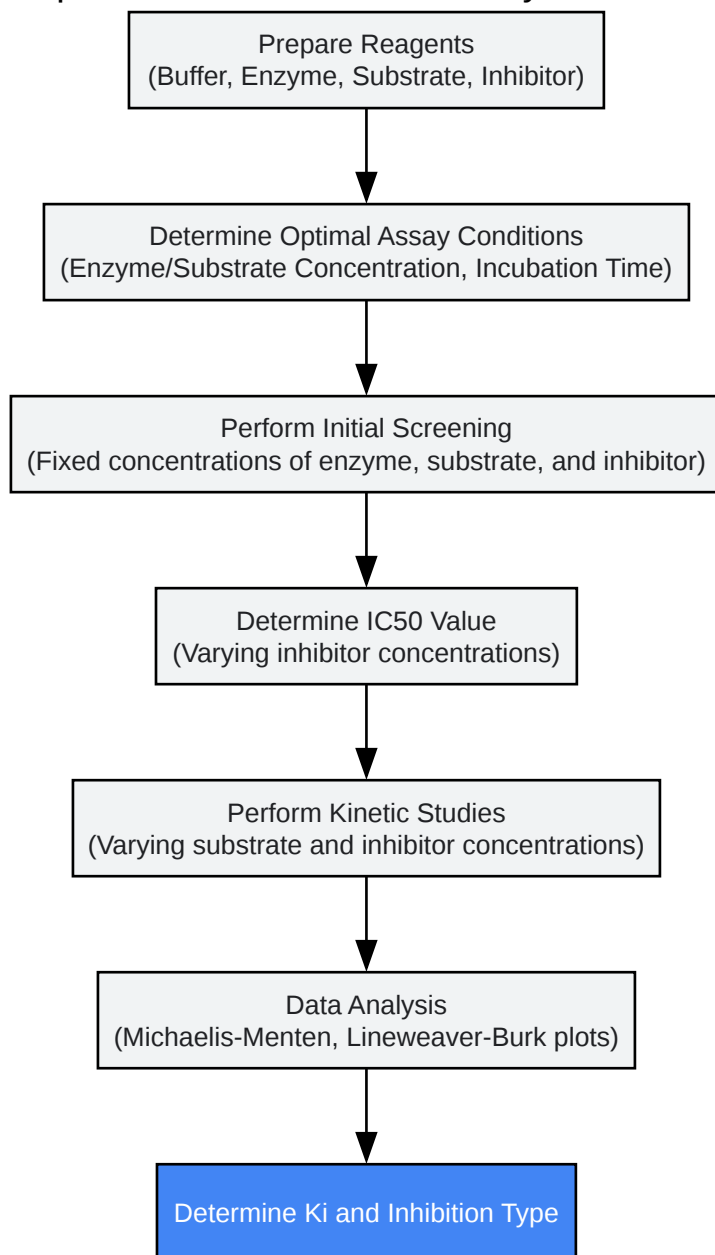 Prepare Reagents
(Buffer, Enzyme, Substrate, Inhibitor)
Determine Optimal Assay Conditions
(Enzyme/Substrate Concentration, Incubation Time)
Perform Initial Screening
(Fixed concentrations of enzyme, substrate, and inhibitor)
Determine IC50 Value
(Varying inhibitor concentrations)
Perform Kinetic Studies
(Varying substrate and inhibitor concentrations)
Data Analysis
(Michaelis-Menten, Lineweaver-Burk plots)
Determine Ki and Inhibition Type